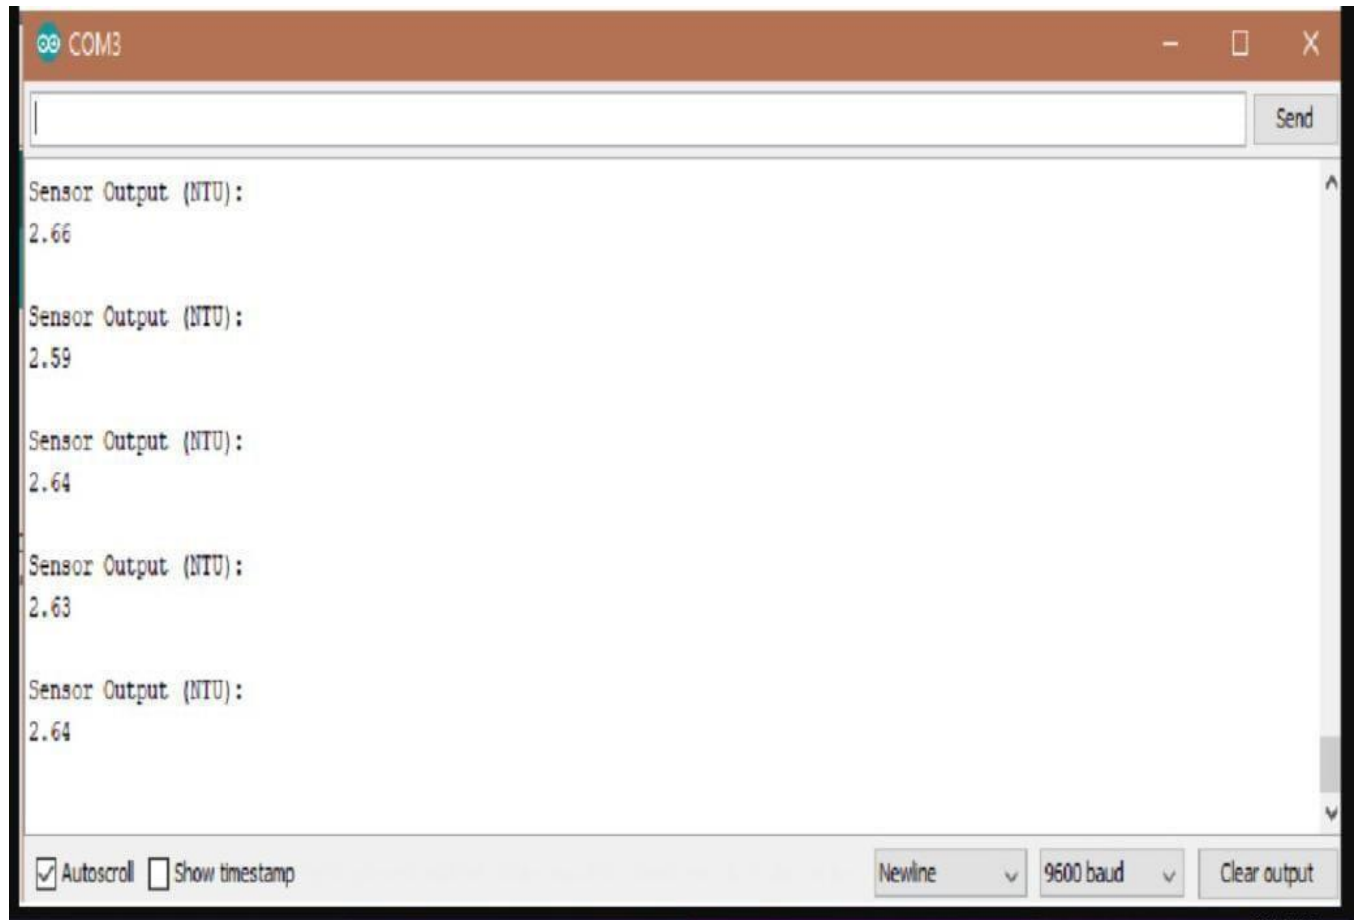 COM3
Send
Sensor Output (NTU):
2.66
Sensor Output (NTU):
2.59
Sensor Output (NTU):
2.64
Sensor Output (NTU):
2.63
Sensor Output (NTU):
2.64
Autoscroll Show timestamp Newline 9600 baud Clear output